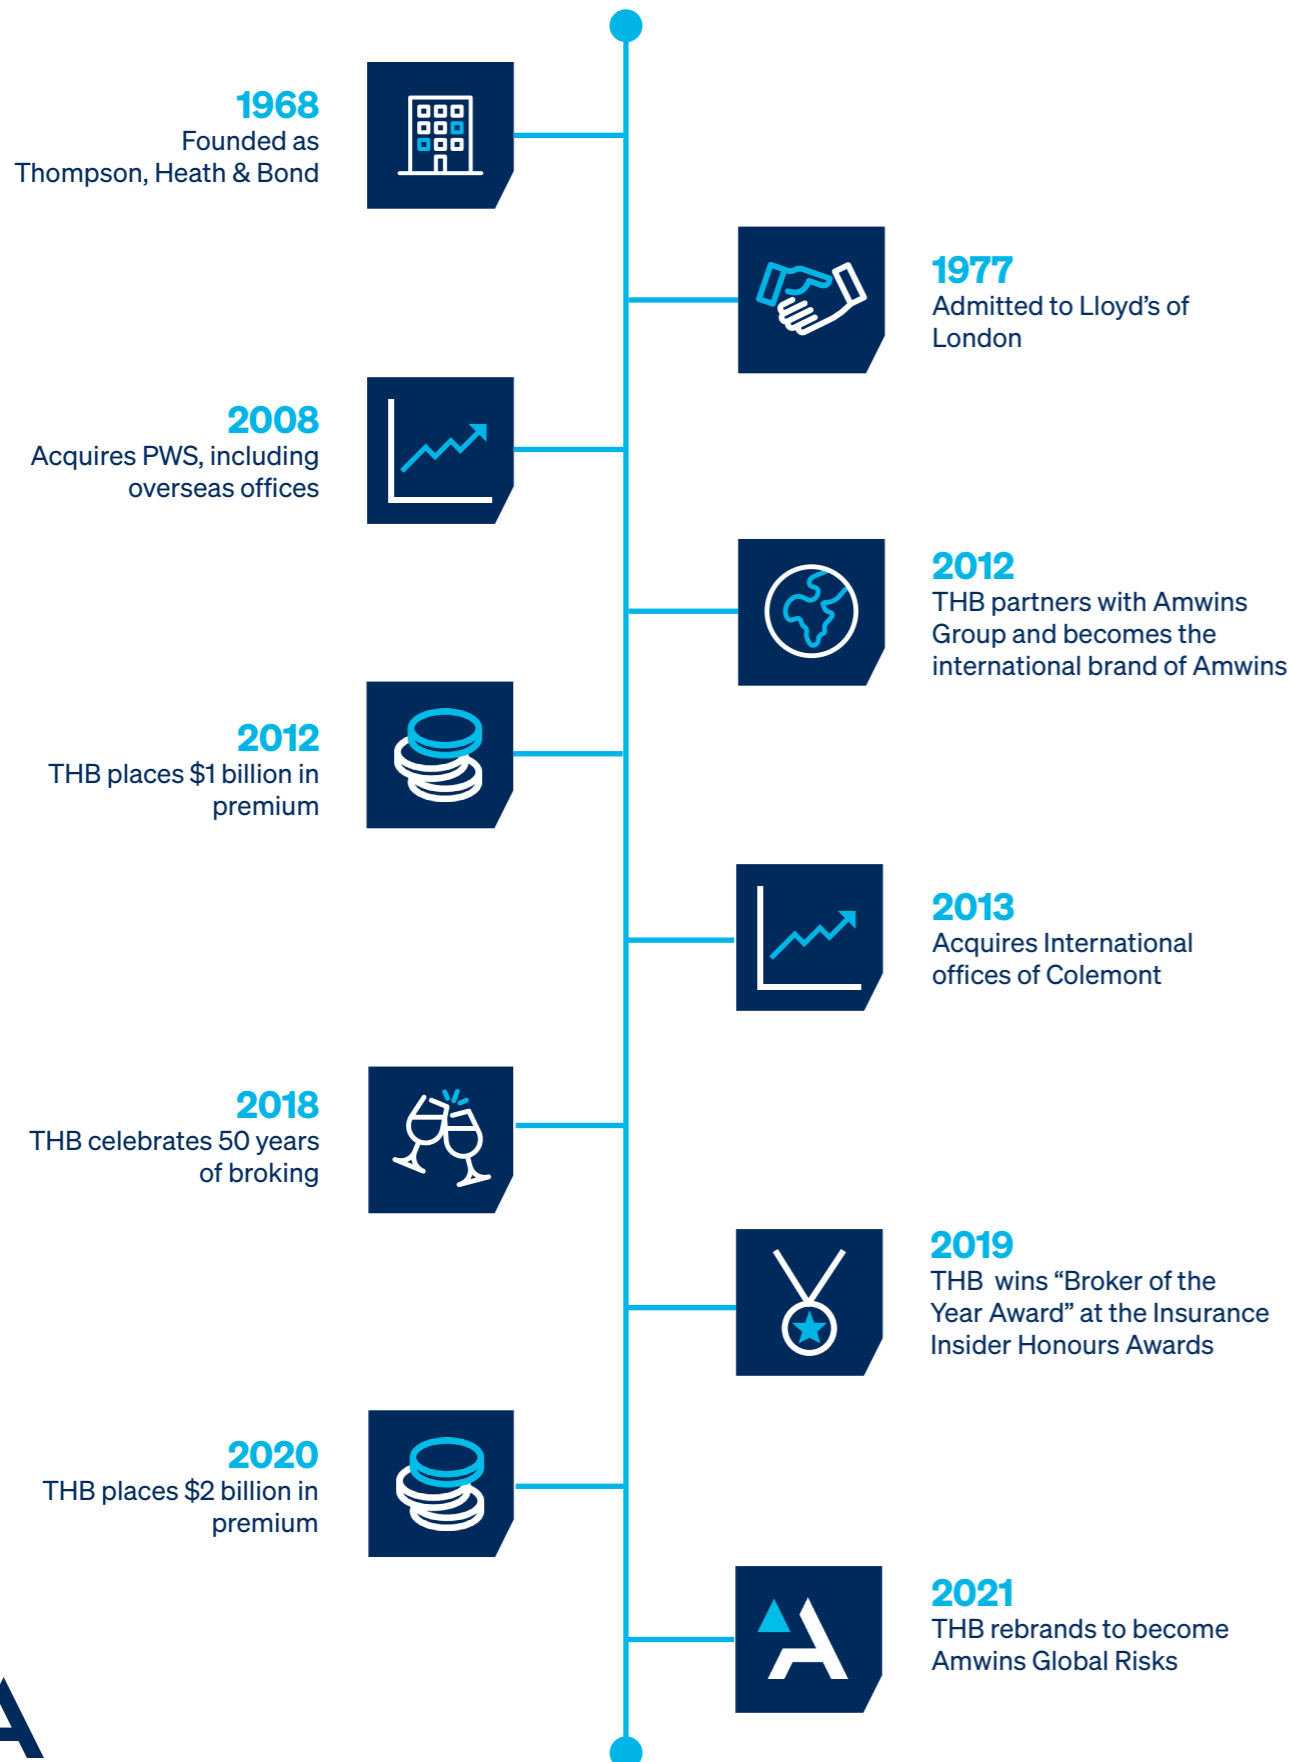 1968
Founded as
Thompson, Heath & Bond
1977
Admitted to Lloyd’s of
London
2008
Acquires PWS, including
overseas offices
2012
THB partners with Amwins
Group and becomes the
international brand of Amwins
2012
THB places $1 billion in
premium
2013
Acquires International
offices of Colemont
2018
THB celebrates 50 years
of broking
2019
THB wins “Broker of the
Year Award” at the Insurance
Insider Honours Awards
2020
THB places $2 billion in
premium
2021
THB rebrands to become
Amwins Global Risks